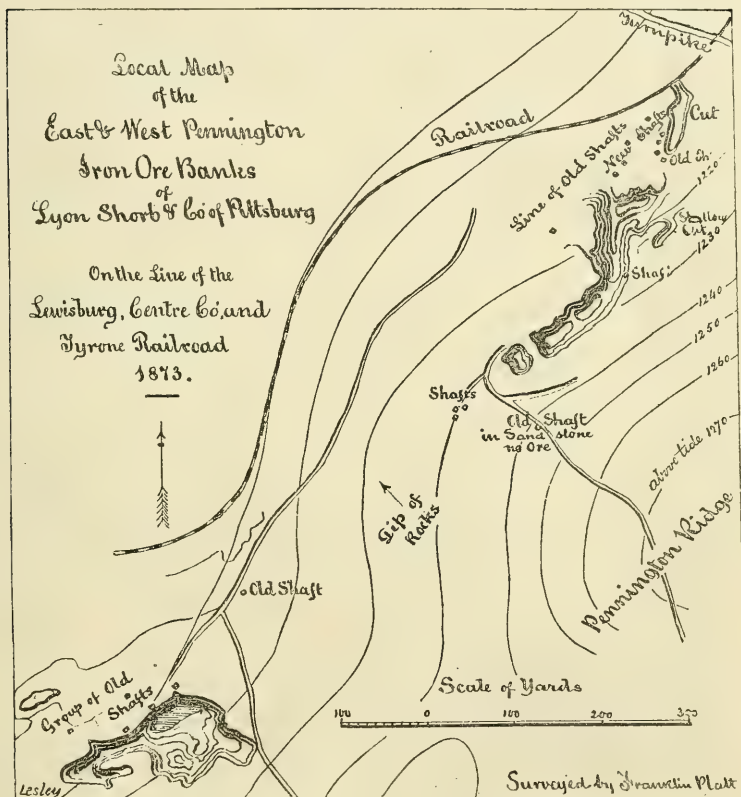 Local Map
of the
East & West Pennington
Iron Ore Banks
of
Lyon Shorb & Co of Pittsburg
On the Line of the
Lewisburg, Centre Co, and
Tyrone Railroad
1873.
Turnpike
Railroad
Cut
New Shafts
Line of Old Shafts
Old Sh.
1220
Shallow
Cut
1230
Shaft
1240
1250
1260
Shafts
Old Shaft
in Sand stone
no Ore
above tide 1270
Dip of
Rocks
Pennington Ridge
Old Shaft
Group of Old
Shafts
Scale of Yards
100 0 100 200 300
Lesley
Surveyed by Franklin Platt